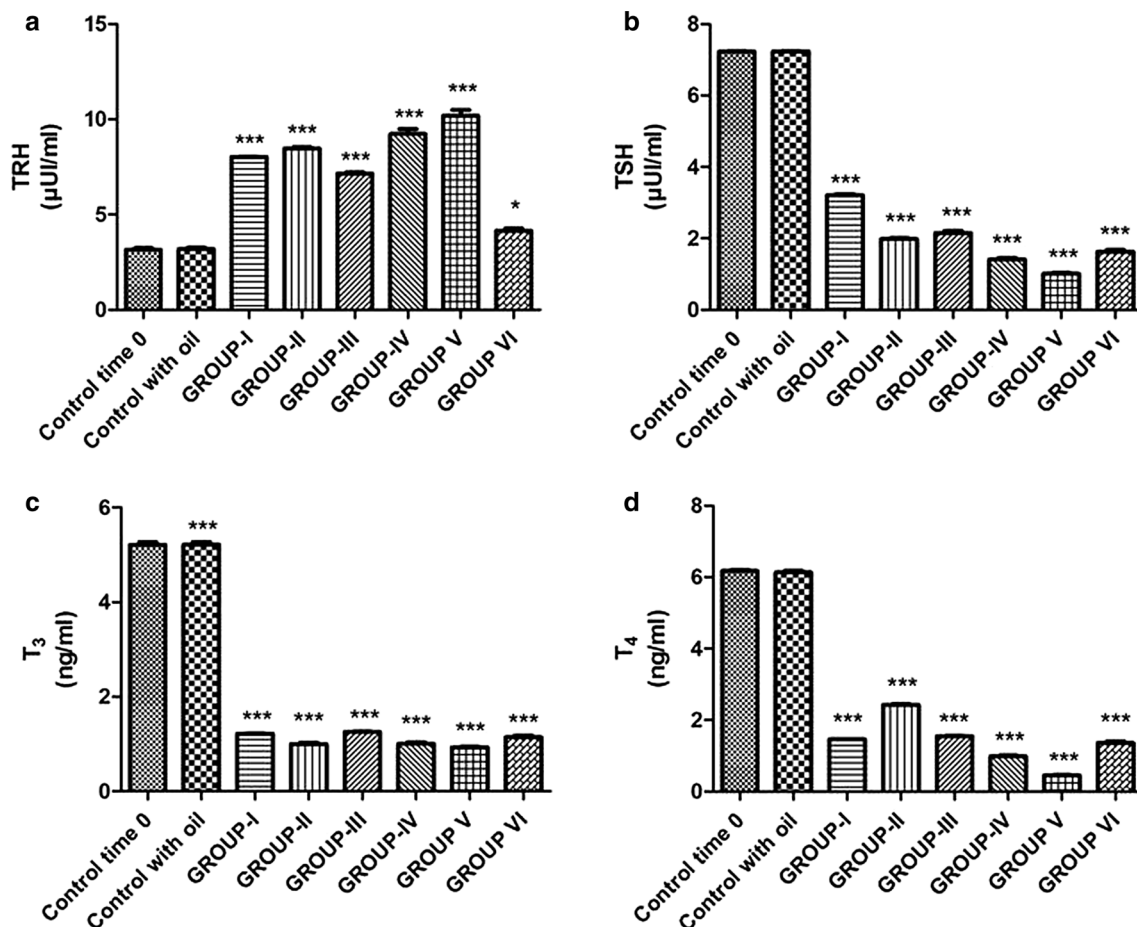 a
15
10
5
0
TRH
(µUI/ml)
***
***
***
***
***
*
Control time 0
Control with oil
GROUP-I
GROUP-II
GROUP-III
GROUP-IV
GROUP V
GROUP VI
b
8
6
4
2
0
TSH
(µUI/ml)
***
***
***
***
***
***
Control time 0
Control with oil
GROUP-I
GROUP-II
GROUP-III
GROUP-IV
GROUP V
GROUP VI
c
6
4
2
0
T3
(ng/ml)
***
***
***
***
***
***
***
Control time 0
Control with oil
GROUP-I
GROUP-II
GROUP-III
GROUP-IV
GROUP V
GROUP VI
d
8
6
4
2
0
T4
(ng/ml)
***
***
***
***
***
***
Control time 0
Control with oil
GROUP-I
GROUP-II
GROUP-III
GROUP-IV
GROUP V
GROUP VI